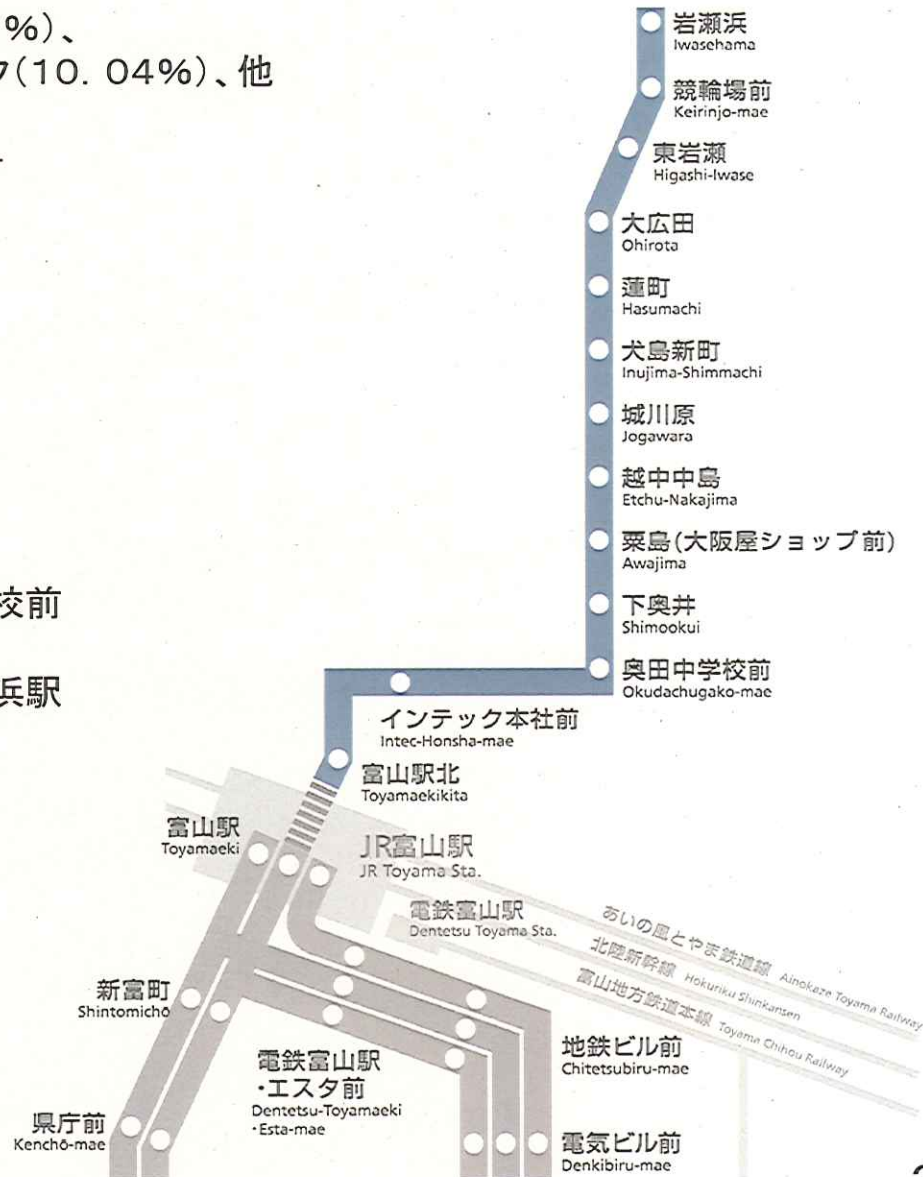 %)、
(10．04%)、他
岩瀬浜
Iwasehama
競輪場前
Keirinjo-mae
東岩瀬
Higashi-Iwase
大広田
Ohirota
蓮町
Hasumachi
犬島新町
Inujima-Shimmachi
城川原
Jogawara
越中中島
Etchu-Nakajima
粟島(大阪屋ショップ前)
Awajima
下奥井
Shimookui
校前
奥田中学校前
Okudachugako-mae
浜駅
インテック本社前
Intec-Honsha-mae
富山駅北
Toyamaekikita
富山駅
Toyamaeki
JR富山駅
JR Toyama Sta.
電鉄富山駅
Dentetsu Toyama Sta.
あいの風とやま鉄道線 Ainokaze Toyama Railway
北陸新幹線 Hokuriku Shinkansen
富山地方鉄道本線 Toyama Chihou Railway
新富町
Shintomichō
電鉄富山駅
・エスタ前
Dentetsu-Toyamaeki
・Esta-mae
地鉄ビル前
Chitetsubiru-mae
県庁前
Kenchō-mae
電気ビル前
Denkibiru-mae